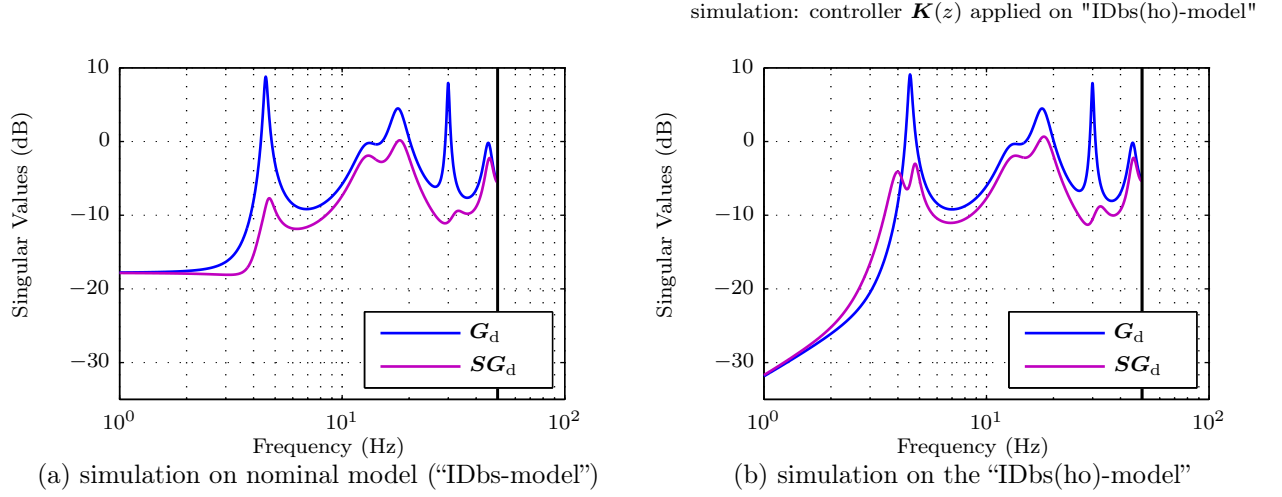 simulation: controller K(z) applied on "IDbs(ho)-model"
10
0
−10
−20
−30
Singular Values (dB)
G_d
SG_d
10^0
10^1
10^2
Frequency (Hz)
(a) simulation on nominal model (“IDbs-model”)
10
0
−10
−20
−30
Singular Values (dB)
G_d
SG_d
10^0
10^1
10^2
Frequency (Hz)
(b) simulation on the “IDbs(ho)-model”